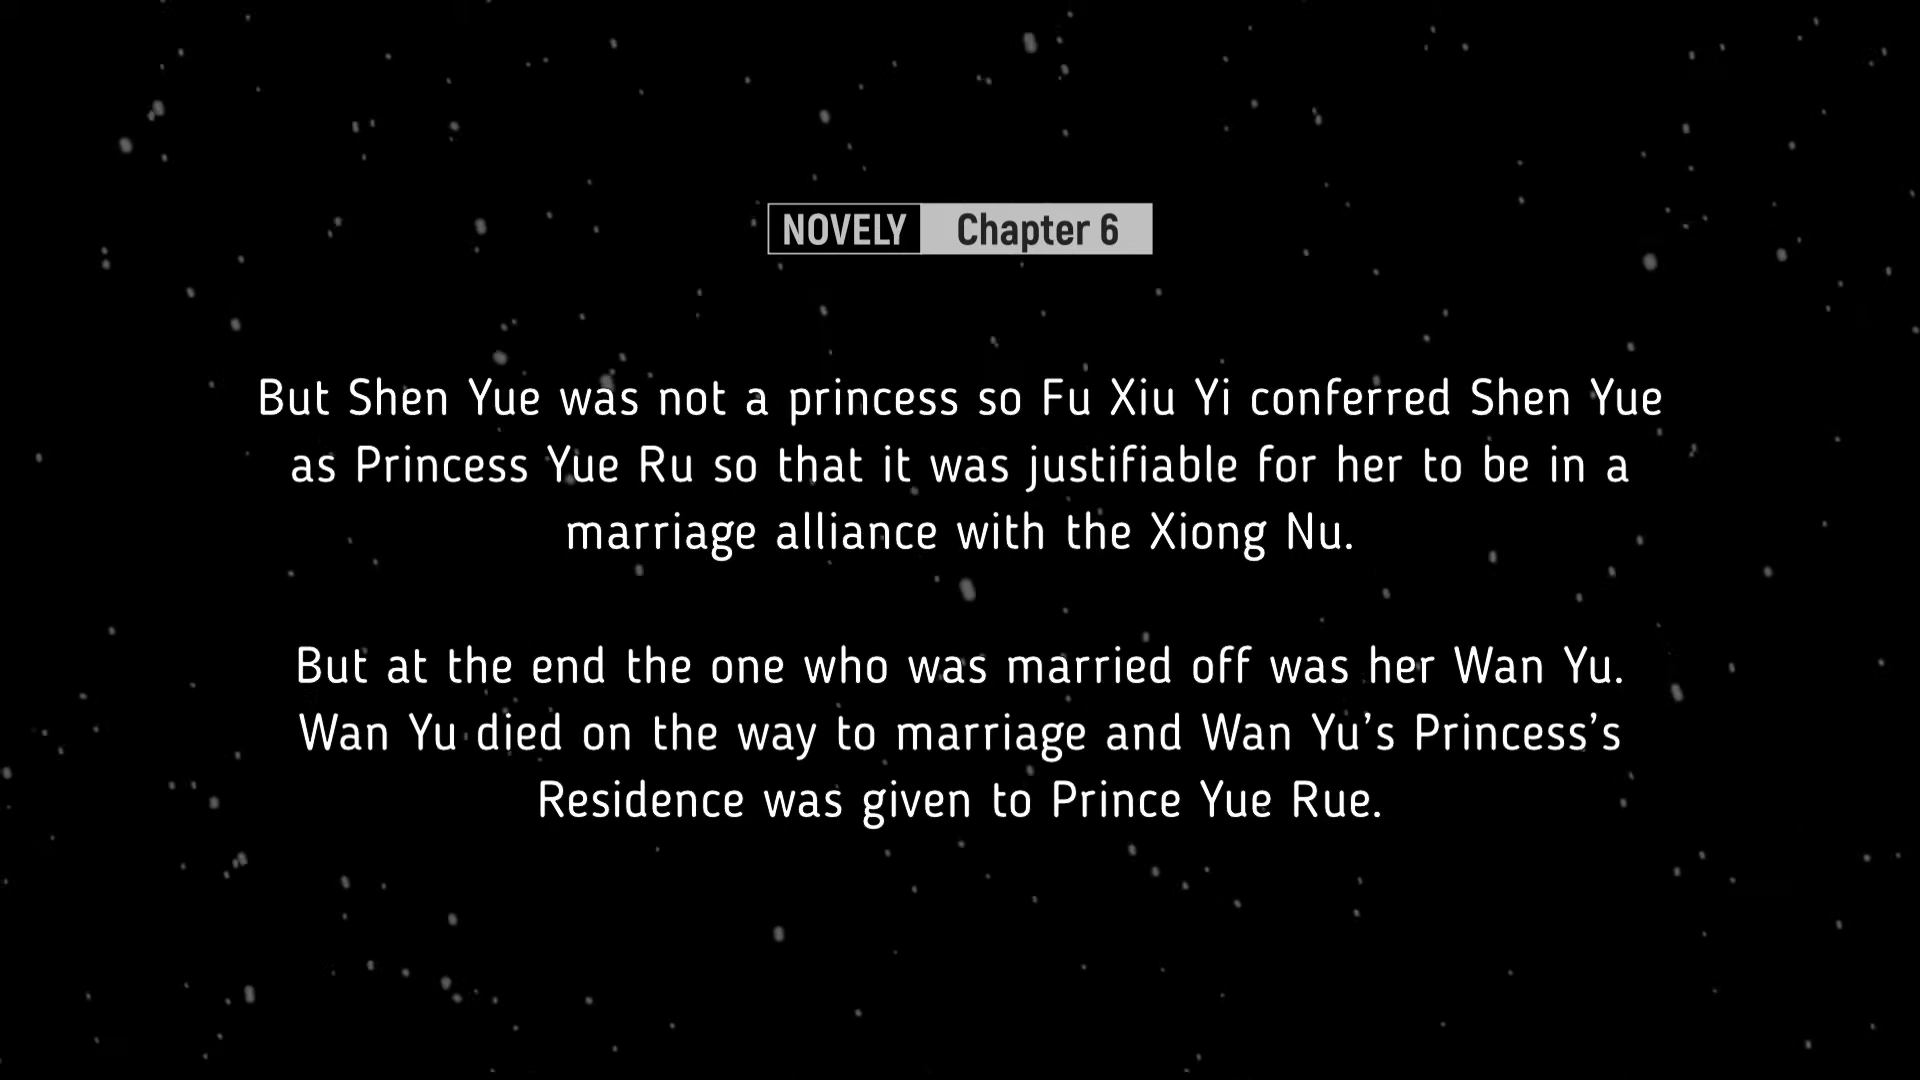 NOVELY Chapter 6
But Shen Yue was not a princess so Fu Xiu Yi conferred Shen Yue
as Princess Yue Ru so that it was justifiable for her to be in a
marriage alliance with the Xiong Nu.
But at the end the one who was married off was her Wan Yu.
Wan Yu died on the way to marriage and Wan Yu’s Princess’s
Residence was given to Prince Yue Rue.